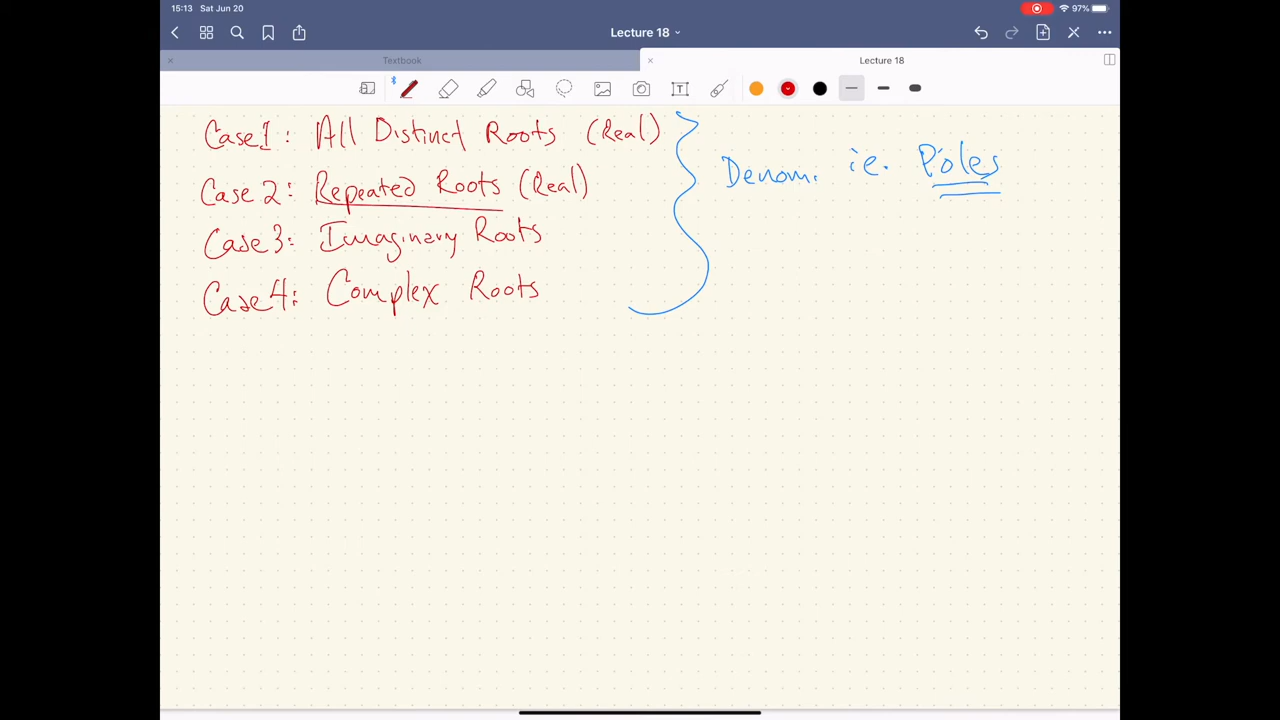 15:13 Sat Jun 20
97%
Lecture 18
Textbook
Lecture 18
T
Case 1: All Distinct Roots (Real)
Case 2: Repeated Roots (Real)
Case 3: Imaginary Roots
Case 4: Complex Roots
Denom. ie. Poles